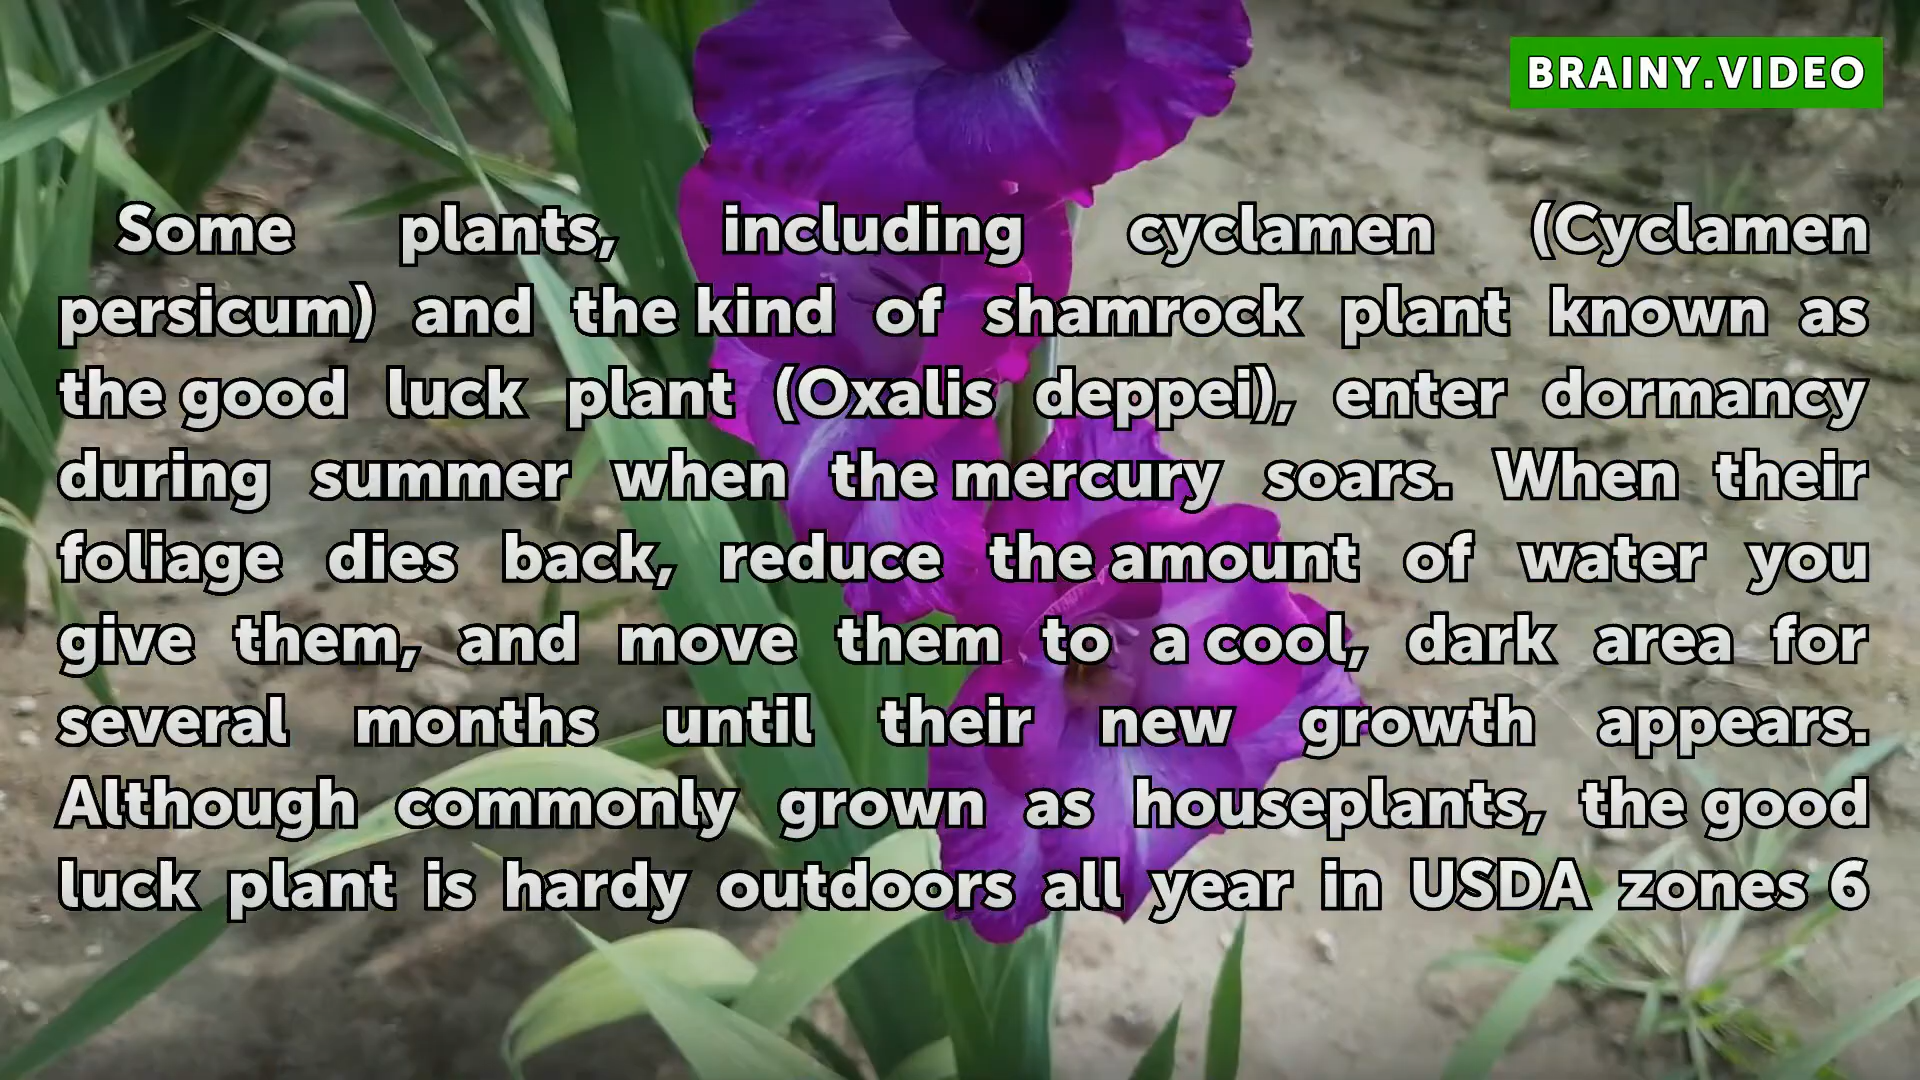 BRAINY.VIDEO
Some plants, including cyclamen (Cyclamen
persicum) and the kind of shamrock plant known as
the good luck plant (Oxalis deppei), enter dormancy
during summer when the mercury soars. When their
foliage dies back, reduce the amount of water you
give them, and move them to a cool, dark area for
several months until their new growth appears.
Although commonly grown as houseplants, the good
luck plant is hardy outdoors all year in USDA zones 6